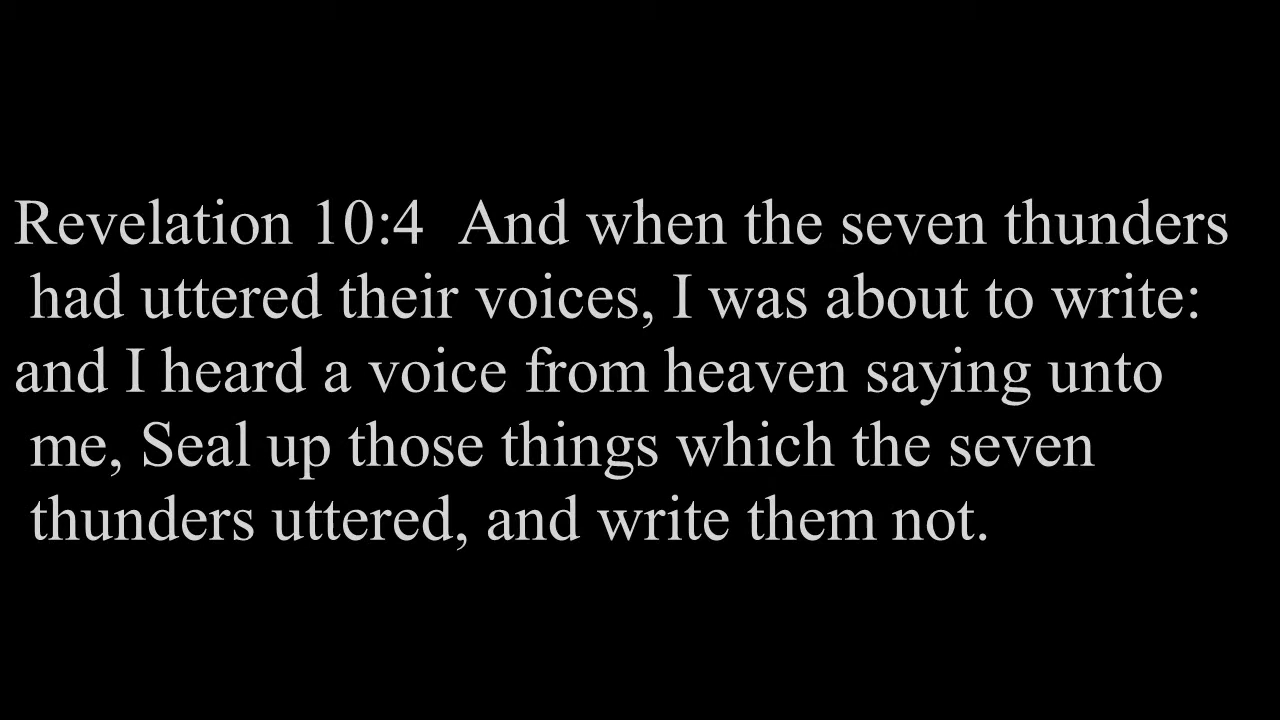 Revelation 10:4  And when the seven thunders
had uttered their voices, I was about to write:
and I heard a voice from heaven saying unto
me, Seal up those things which the seven
thunders uttered, and write them not.